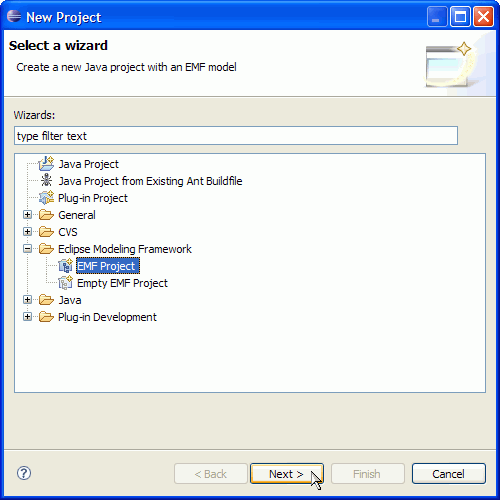 New Project
Select a wizard
Create a new Java project with an EMF model
Wizards:
type filter text
Java Project
Java Project from Existing Ant Buildfile
Plug-in Project
General
CVS
Eclipse Modeling Framework
EMF Project
Empty EMF Project
Java
Plug-in Development
? < Back Next > Finish Cancel